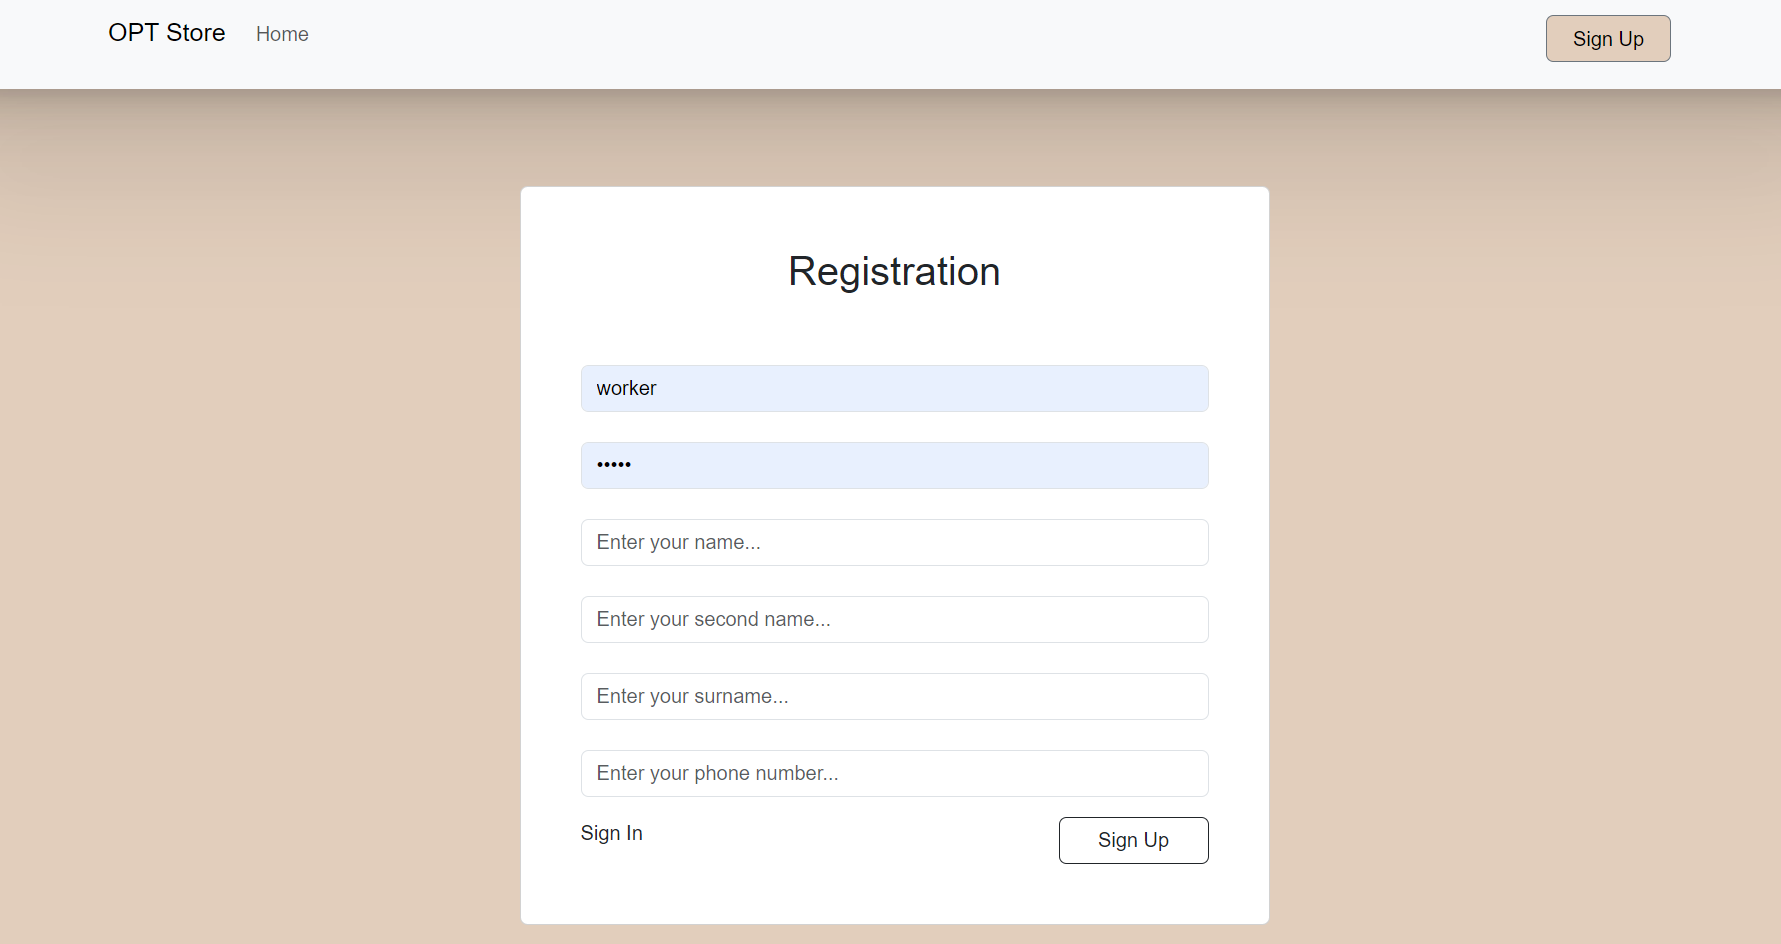 OPT Store Home Sign Up
Registration
worker
•••••
Enter your name...
Enter your second name...
Enter your surname...
Enter your phone number...
Sign In Sign Up